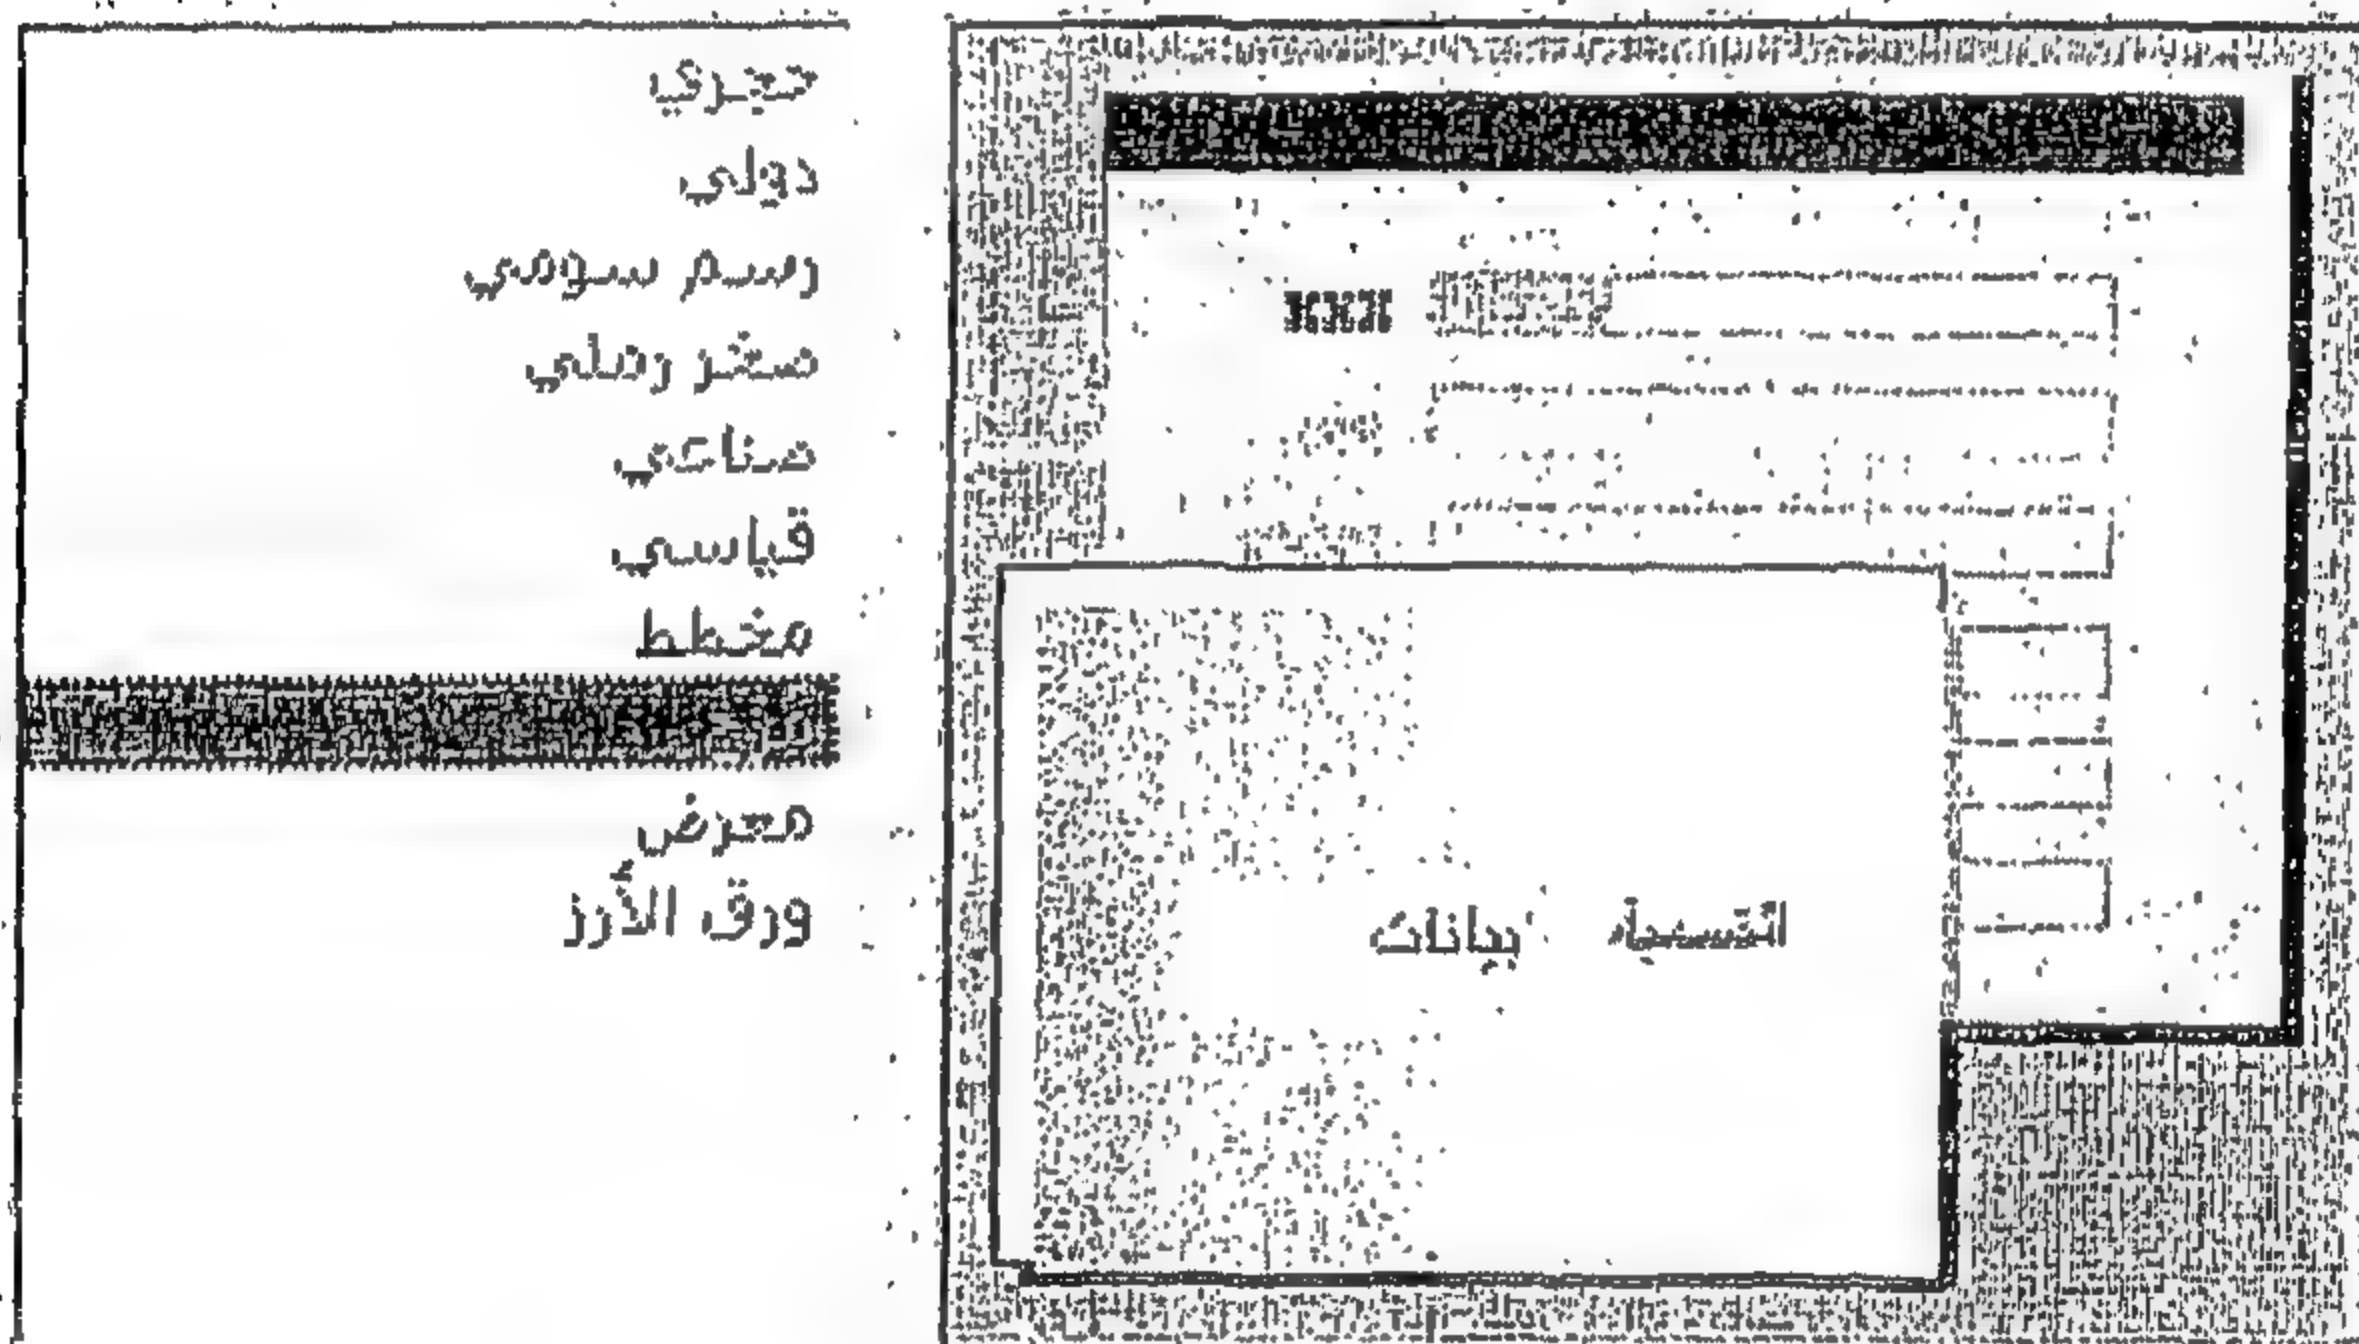 حجري
دولي
رسم سومي
صخر رملي
صناعي
قياسي
مخطط
معرض
ورق الأرز
التسمية بيانات